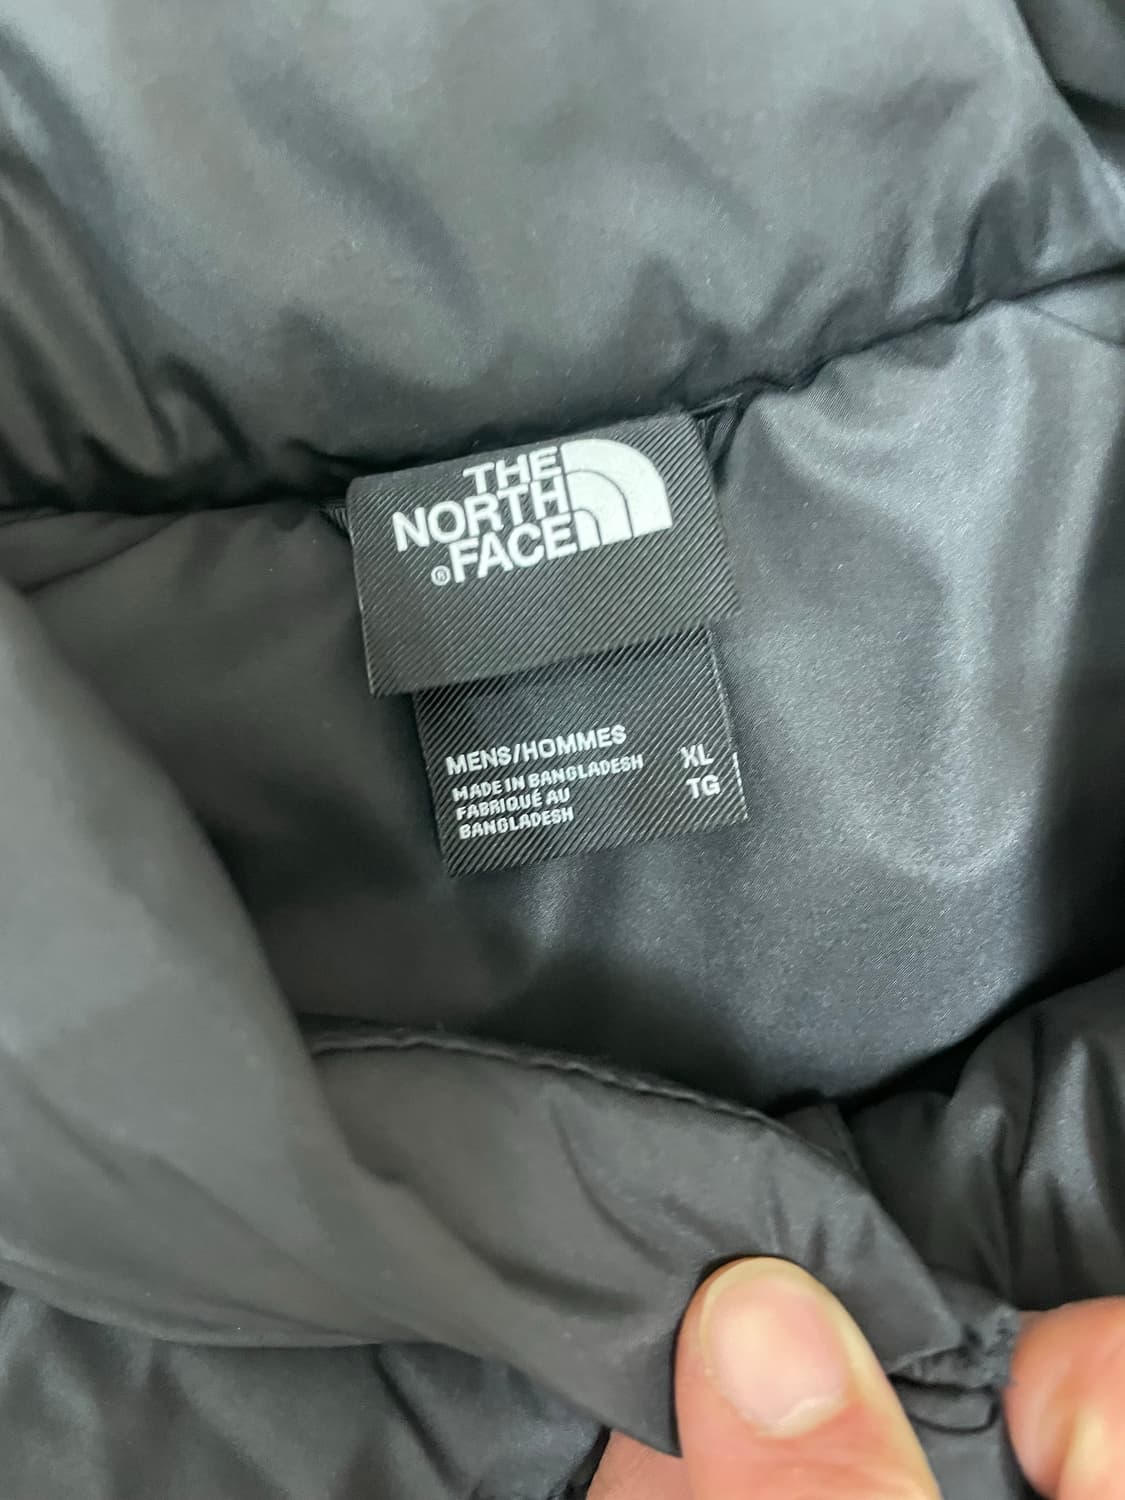 THE
NORTH
®FACE
MENS/HOMMES
MADE IN BANGLADESH
FABRIQUÉ AU
BANGLADESH
XL
TG